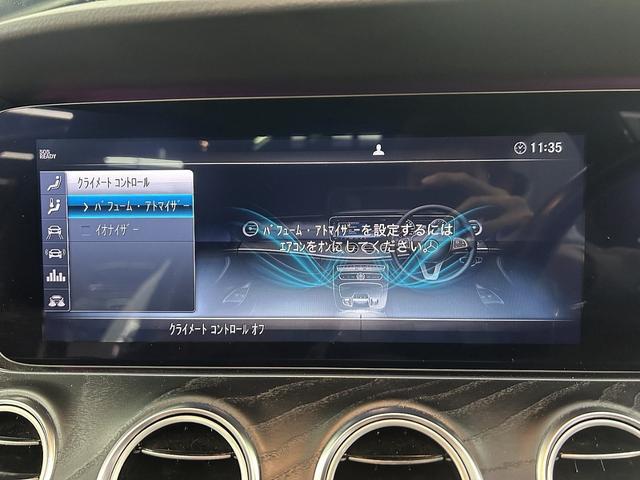 SOS
READY
11:35
クライメート コントロール
パフューム・アトマイザー
イオナイザー
パフューム・アトマイザーを設定するには
エアコンをオンにしてください。
クライメート コントロール オフ